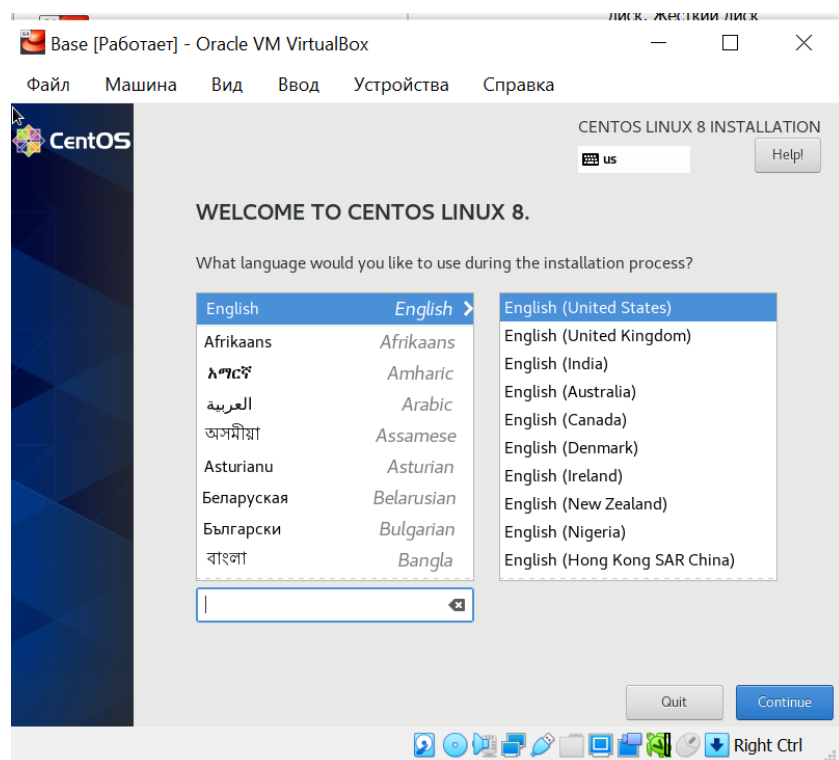 диск, жесткий диск
Base [Работает] - Oracle VM VirtualBox
Файл Машина Вид Ввод Устройства Справка
CentOS
CENTOS LINUX 8 INSTALLATION
us
Help!
WELCOME TO CENTOS LINUX 8.
What language would you like to use during the installation process?
English English
Afrikaans Afrikaans
አማርኛ Amharic
العربية Arabic
অসমীয়া Assamese
Asturianu Asturian
Беларуская Belarusian
Български Bulgarian
বাংলা Bangla
English (United States)
English (United Kingdom)
English (India)
English (Australia)
English (Canada)
English (Denmark)
English (Ireland)
English (New Zealand)
English (Nigeria)
English (Hong Kong SAR China)
Quit Continue
Right Ctrl